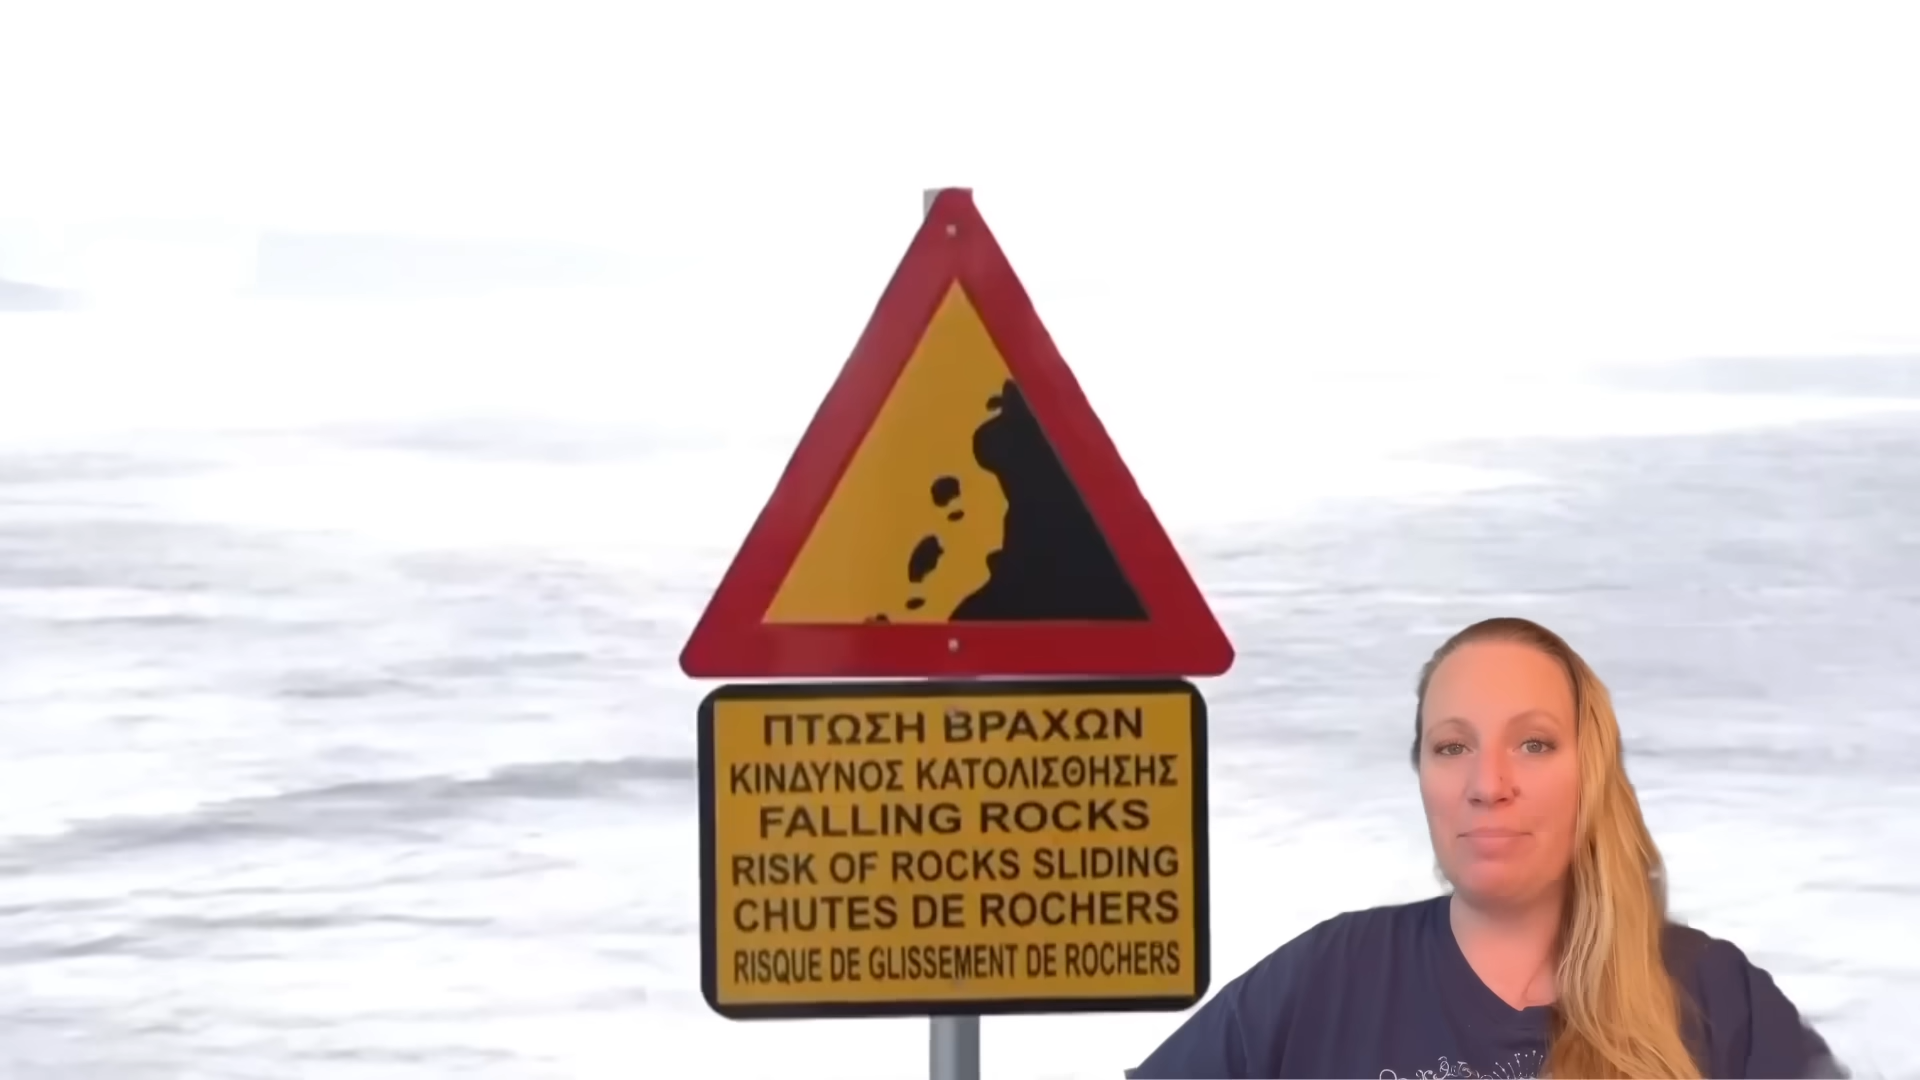 ΠΤΩΣΗ ΒΡΑΧΩΝ
ΚΙΝΔΥΝΟΣ ΚΑΤΟΛΙΣΘΗΣΗΣ
FALLING ROCKS
RISK OF ROCKS SLIDING
CHUTES DE ROCHERS
RISQUE DE GLISSEMENT DE ROCHERS